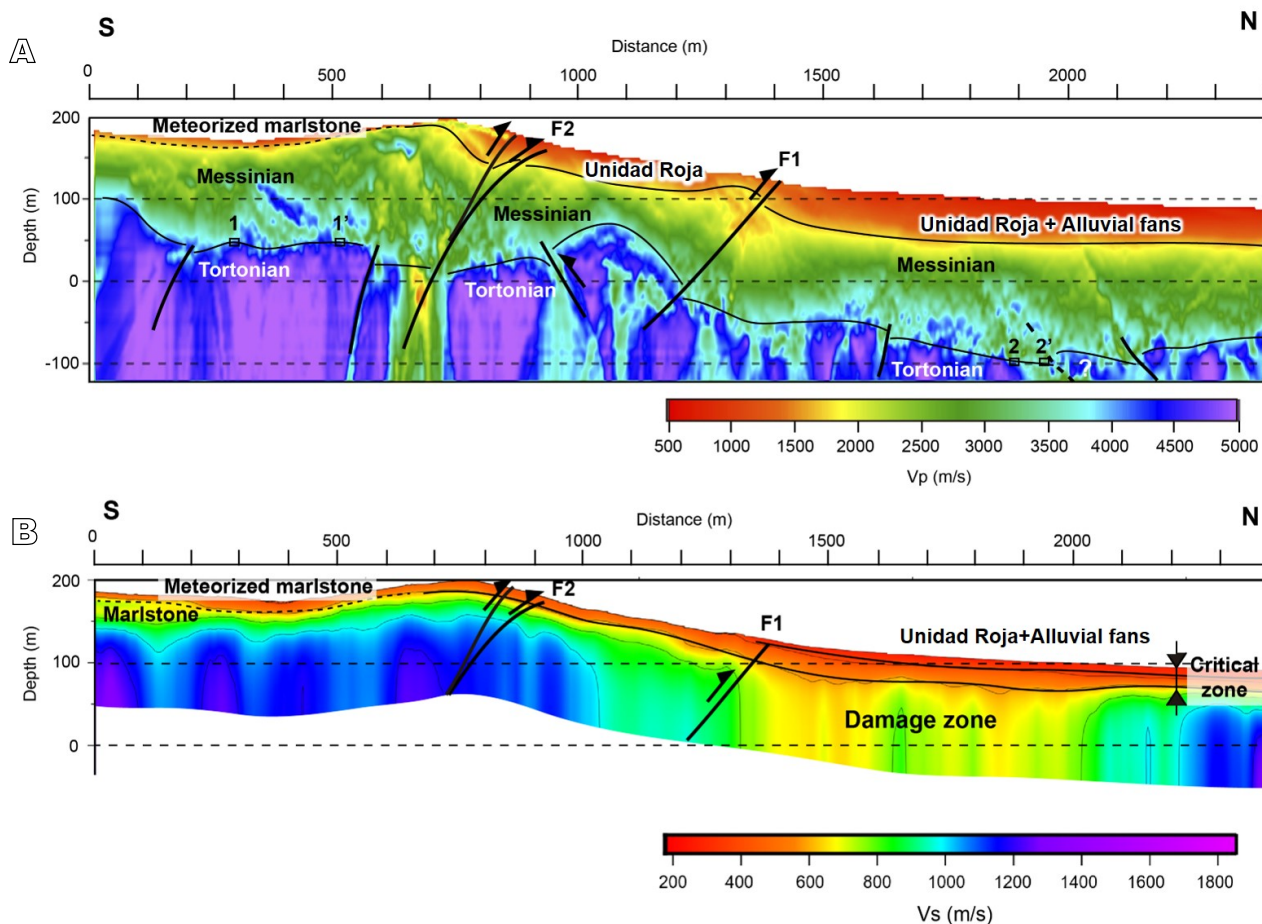 A
S
N
Distance (m)
0 500 1000 1500 2000
Depth (m)
200
100
0
-100
Meteorized marlstone
F2
Unidad Roja
F1
Messinian
Messinian
Unidad Roja + Alluvial fans
1 1'
Messinian
Tortonian
Tortonian
2 2'
Tortonian
?
500 1000 1500 2000 2500 3000 3500 4000 4500 5000
Vp (m/s)
B
S
N
Distance (m)
0 500 1000 1500 2000
Depth (m)
200
100
0
Meteorized marlstone
F2
Marlstone
F1
Unidad Roja+Alluvial fans
Critical
zone
Damage zone
200 400 600 800 1000 1200 1400 1600 1800
Vs (m/s)